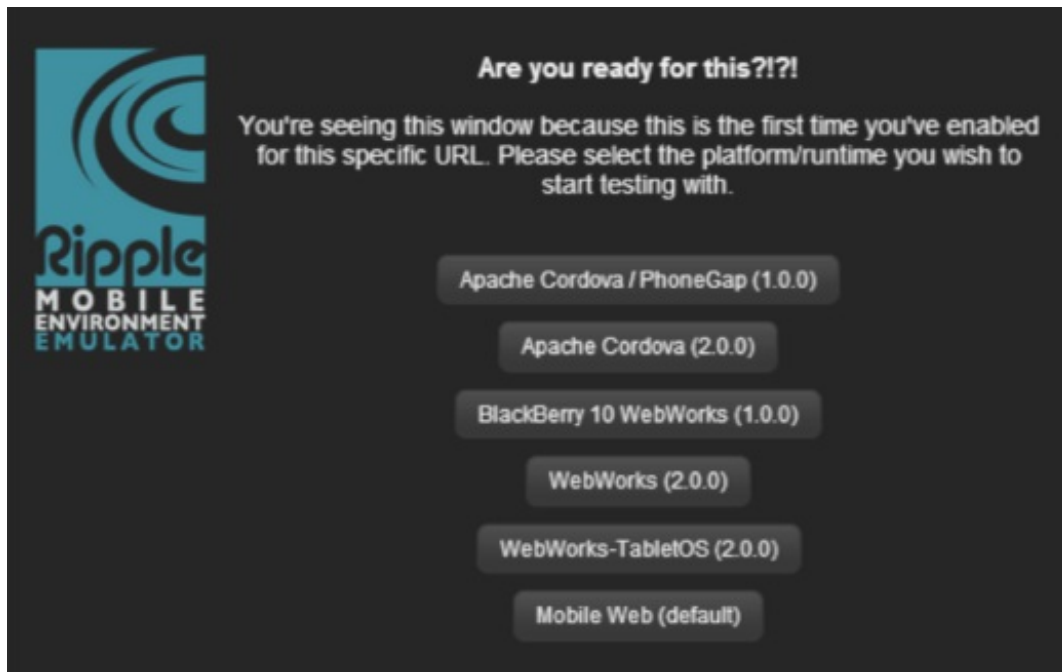 Ripple
MOBILE
ENVIRONMENT
EMULATOR
Are you ready for this?!?!
You're seeing this window because this is the first time you've enabled
for this specific URL. Please select the platform/runtime you wish to
start testing with.
Apache Cordova / PhoneGap (1.0.0)
Apache Cordova (2.0.0)
BlackBerry 10 WebWorks (1.0.0)
WebWorks (2.0.0)
WebWorks-TabletOS (2.0.0)
Mobile Web (default)